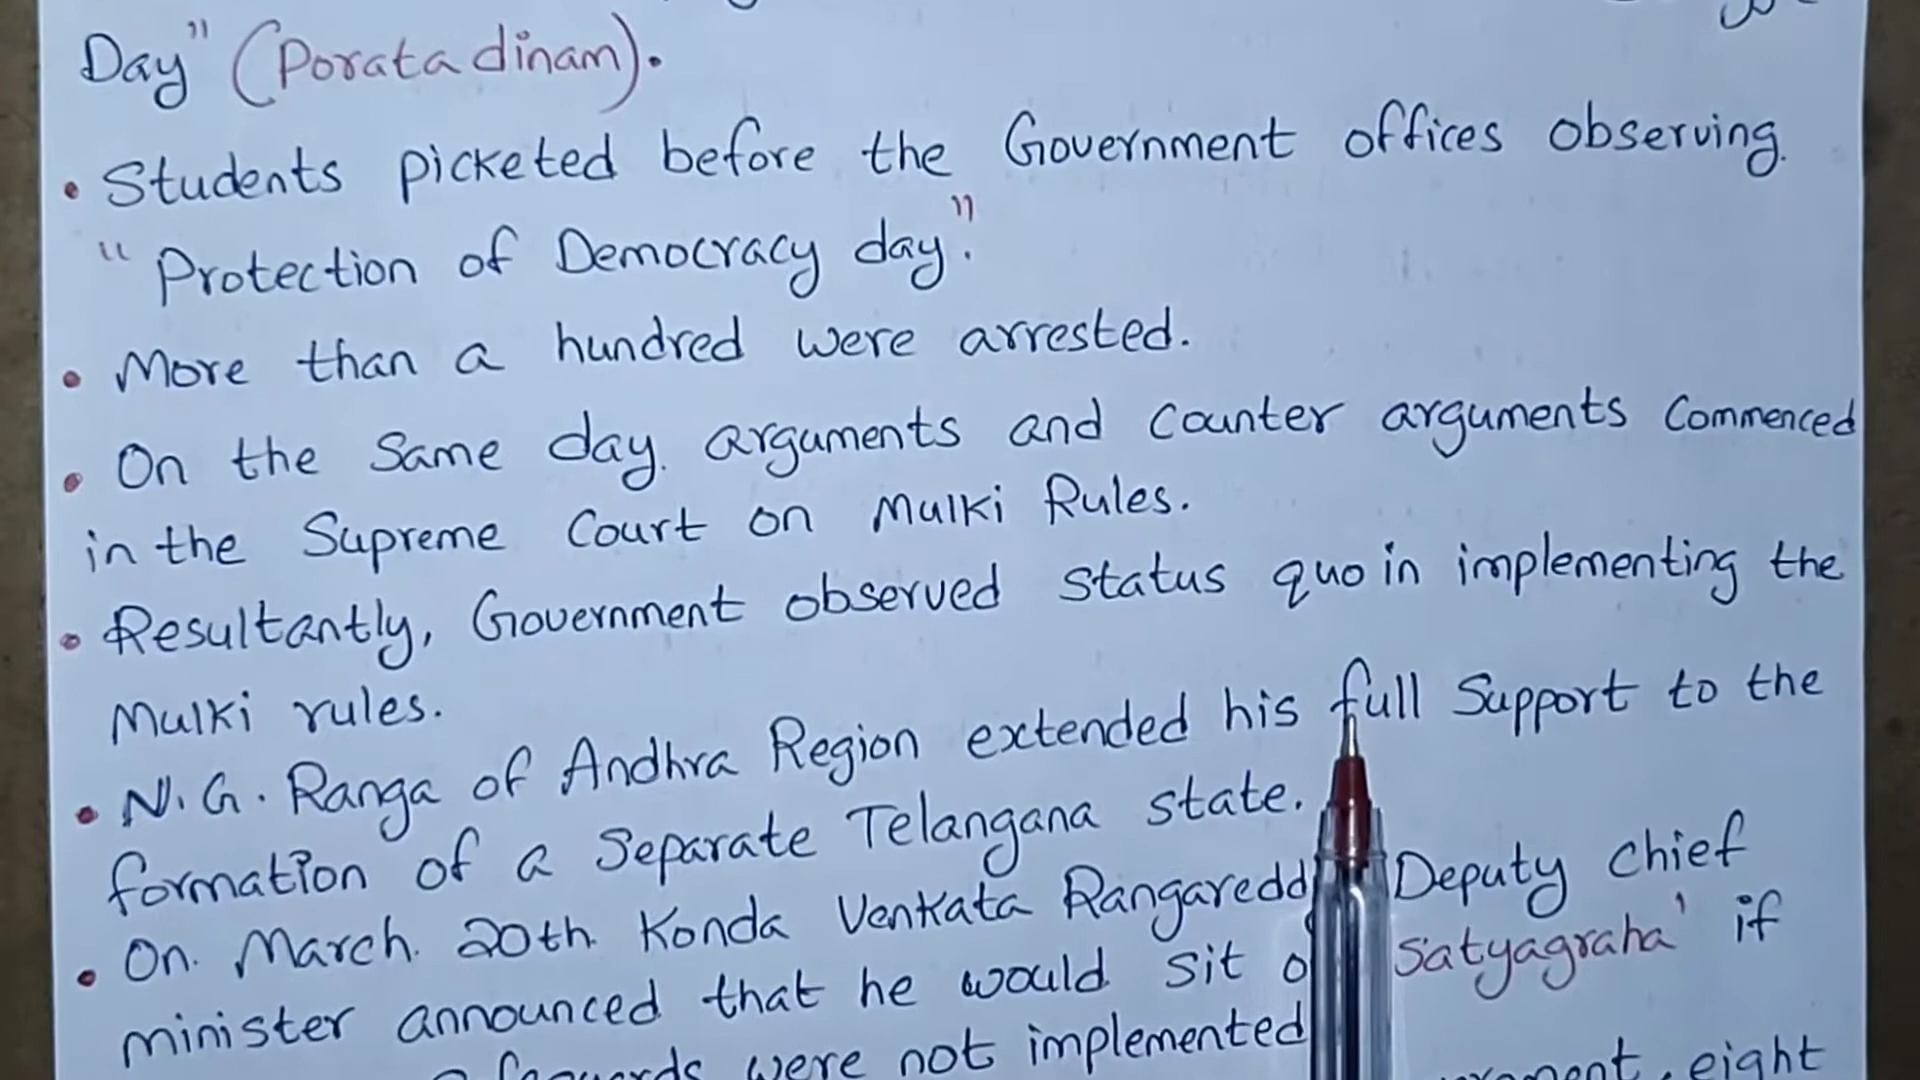 Day" (Porata dinam).
• Students picketed before the Government offices observing
"Protection of Democracy day."
• More than a hundred were arrested.
• On the same day arguments and counter arguments commenced
in the Supreme Court on Mulki Rules.
• Resultantly, Government observed status quo in implementing the
Mulki rules.
• N.G. Ranga of Andhra Region extended his full support to the
formation of a separate Telangana state.
• On March 20th Konda Venkata Rangaredd Deputy chief
minister announced that he would sit satyagraha' if
were not implemented
eight